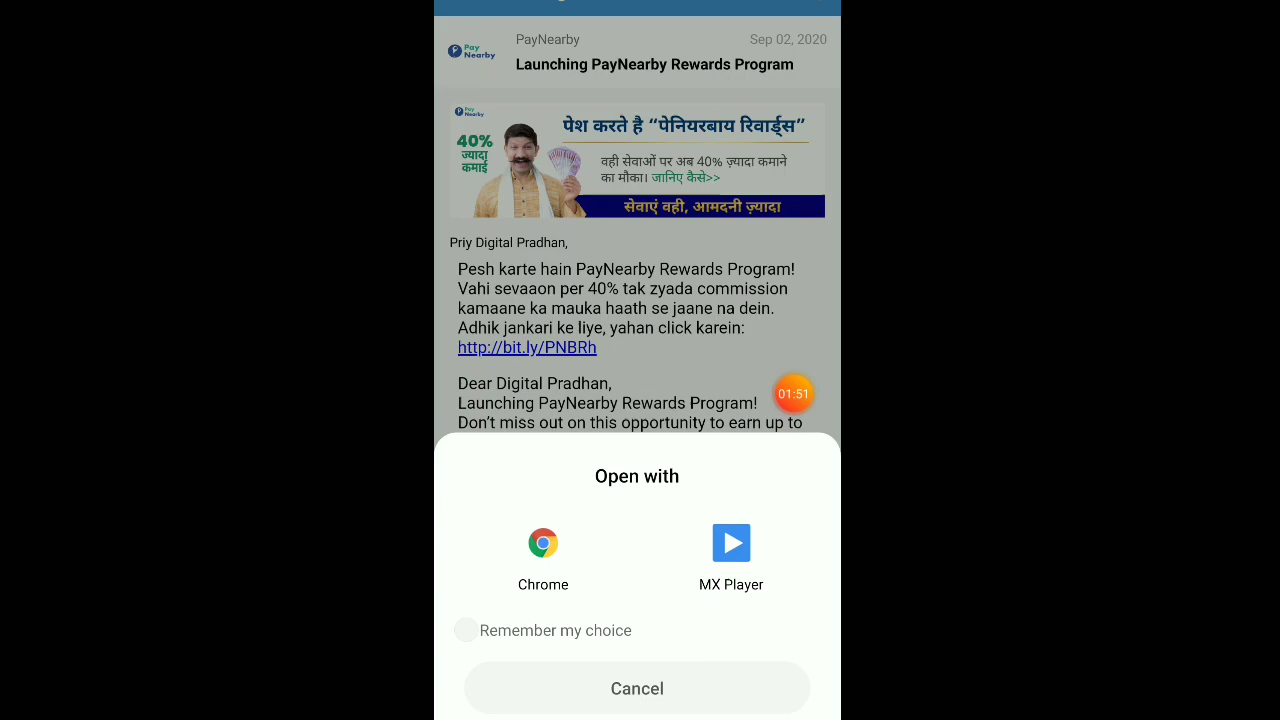 PayNearby
Sep 02, 2020
Pay
Nearby
Launching PayNearby Rewards Program
Pay
Nearby
40%
ज्यादा
कमाई
पेश करते है “पेनियरबाय रिवार्ड्स”
वही सेवाओं पर अब 40% ज़्यादा कमाने
का मौका। जानिए कैसे>>
सेवाएं वही, आमदनी ज़्यादा
Priy Digital Pradhan,
Pesh karte hain PayNearby Rewards Program!
Vahi sevaaon per 40% tak zyada commission
kamaane ka mauka haath se jaane na dein.
Adhik jankari ke liye, yahan click karein:
http://bit.ly/PNBRh
Dear Digital Pradhan,
Launching PayNearby Rewards Program!
01:51
Don’t miss out on this opportunity to earn up to
Open with
Chrome
MX Player
Remember my choice
Cancel